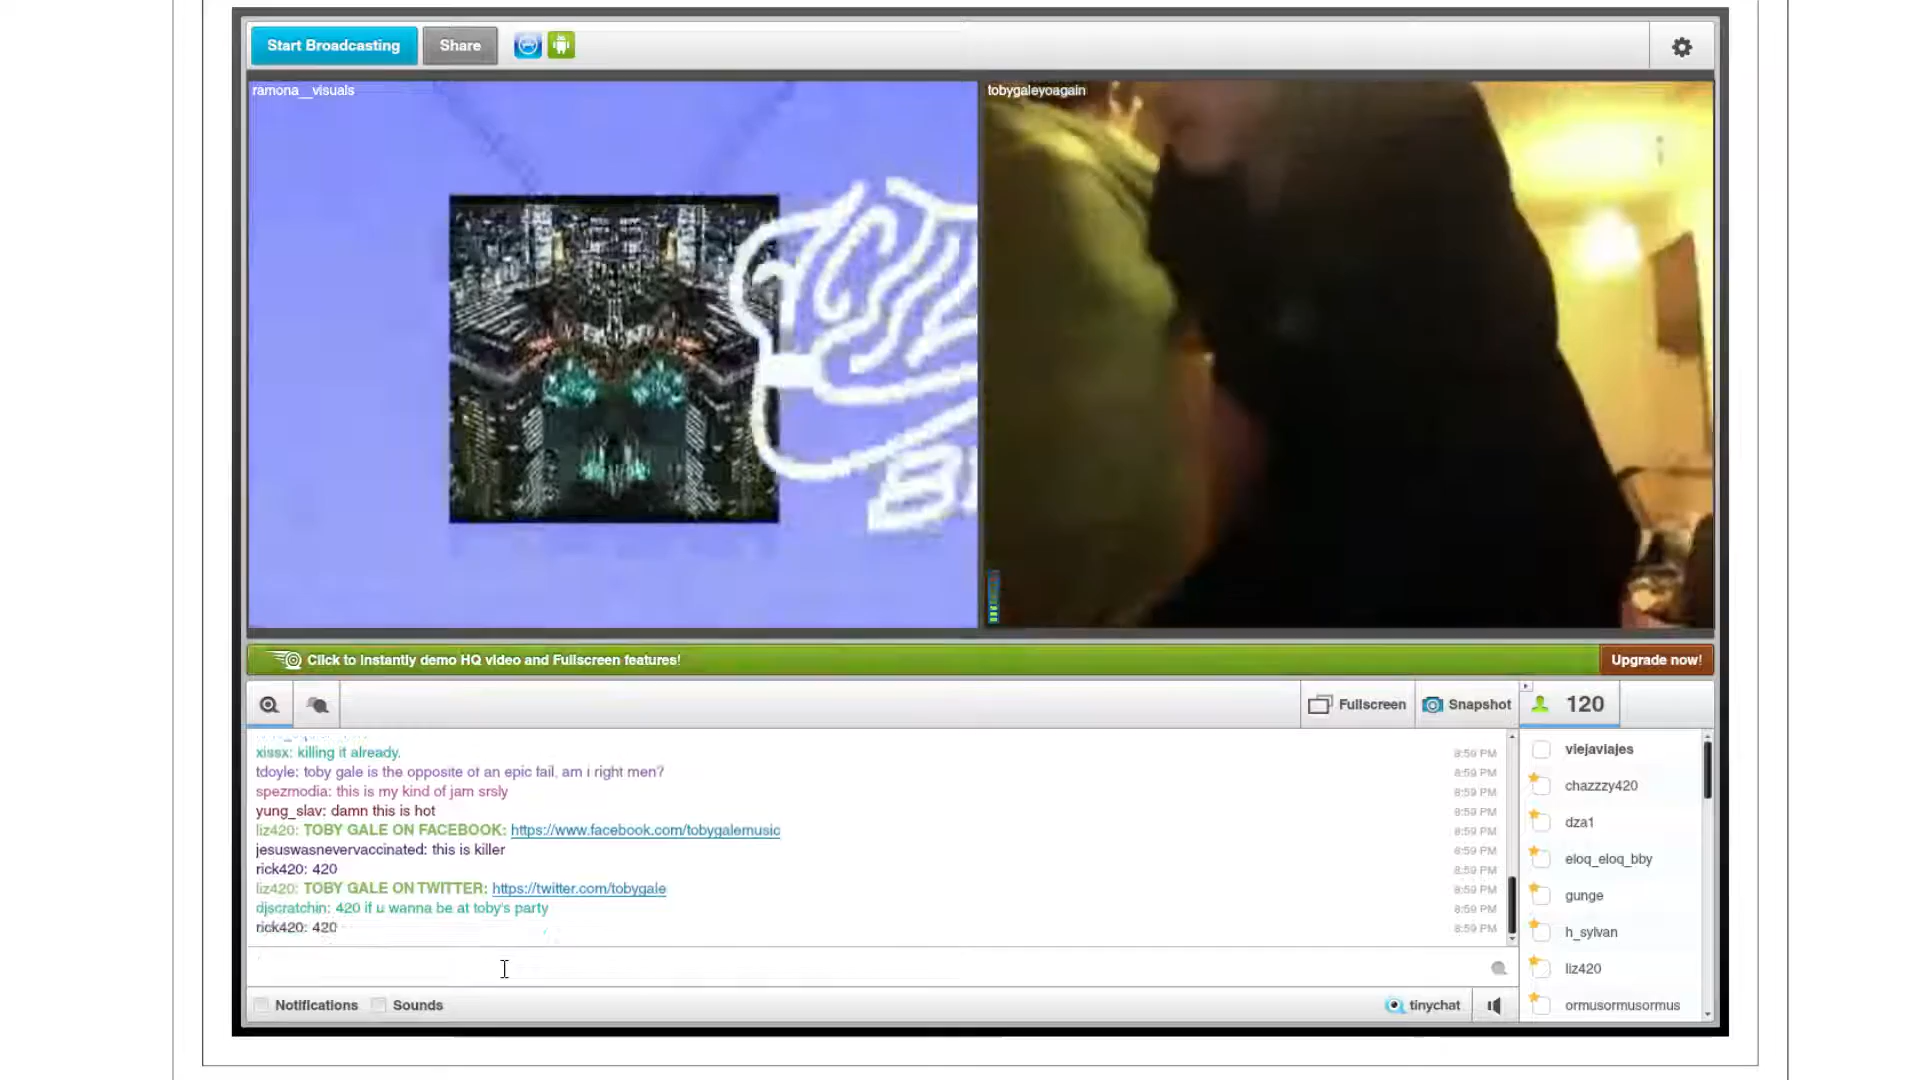 Start Broadcasting
Share
ramona__visuals
tobygaleyoagain
Click to instantly demo HQ video and Fullscreen features!
Upgrade now!
Fullscreen
Snapshot
120
xissx: killing it already.
8:59 PM
tdoyle: toby gale is the opposite of an epic fail, am i right men?
8:59 PM
spezmodia: this is my kind of jam srsly
8:59 PM
yung_slav: damn this is hot
8:59 PM
liz420: TOBY GALE ON FACEBOOK: https://www.facebook.com/tobygalemusic
8:59 PM
jesuswasnevervaccinated: this is killer
8:59 PM
rick420: 420
8:59 PM
liz420: TOBY GALE ON TWITTER: https://twitter.com/tobygale
8:59 PM
djscratchin: 420 if u wanna be at toby's party
8:59 PM
rick420: 420
8:59 PM
viejaviajes
chazzzy420
dza1
eloq_eloq_bby
gunge
h_sylvan
liz420
ormusormusormus
Notifications
Sounds
tinychat